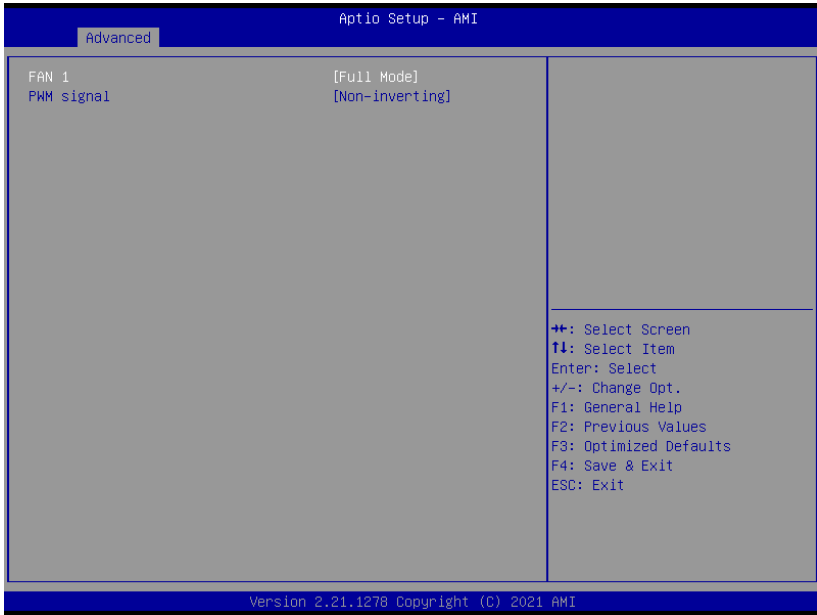 Aptio Setup – AMI
Advanced
FAN 1 [Full Mode]
PWM signal [Non-inverting]
→←: Select Screen
↑↓: Select Item
Enter: Select
+/-: Change Opt.
F1: General Help
F2: Previous Values
F3: Optimized Defaults
F4: Save & Exit
ESC: Exit
Version 2.21.1278 Copyright (C) 2021 AMI